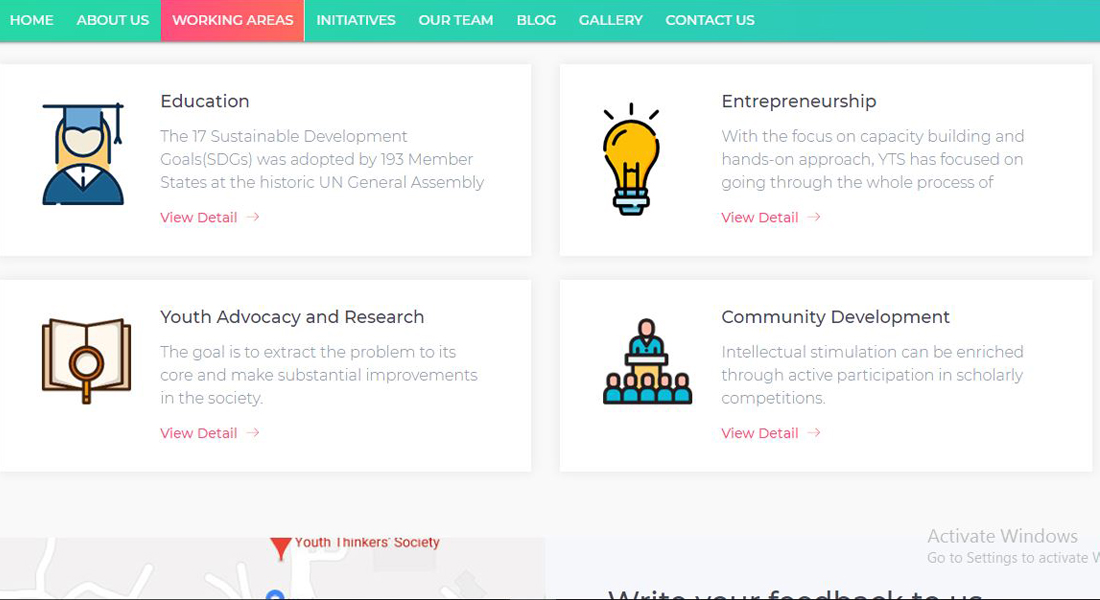 HOME ABOUT US WORKING AREAS INITIATIVES OUR TEAM BLOG GALLERY CONTACT US
Education
The 17 Sustainable Development
Goals(SDGs) was adopted by 193 Member
States at the historic UN General Assembly
View Detail →
Entrepreneurship
With the focus on capacity building and
hands-on approach, YTS has focused on
going through the whole process of
View Detail →
Youth Advocacy and Research
The goal is to extract the problem to its
core and make substantial improvements
in the society.
View Detail →
Community Development
Intellectual stimulation can be enriched
through active participation in scholarly
competitions.
View Detail →
Youth Thinkers' Society
Activate Windows
Go to Settings to activate W
Write your feedback to us